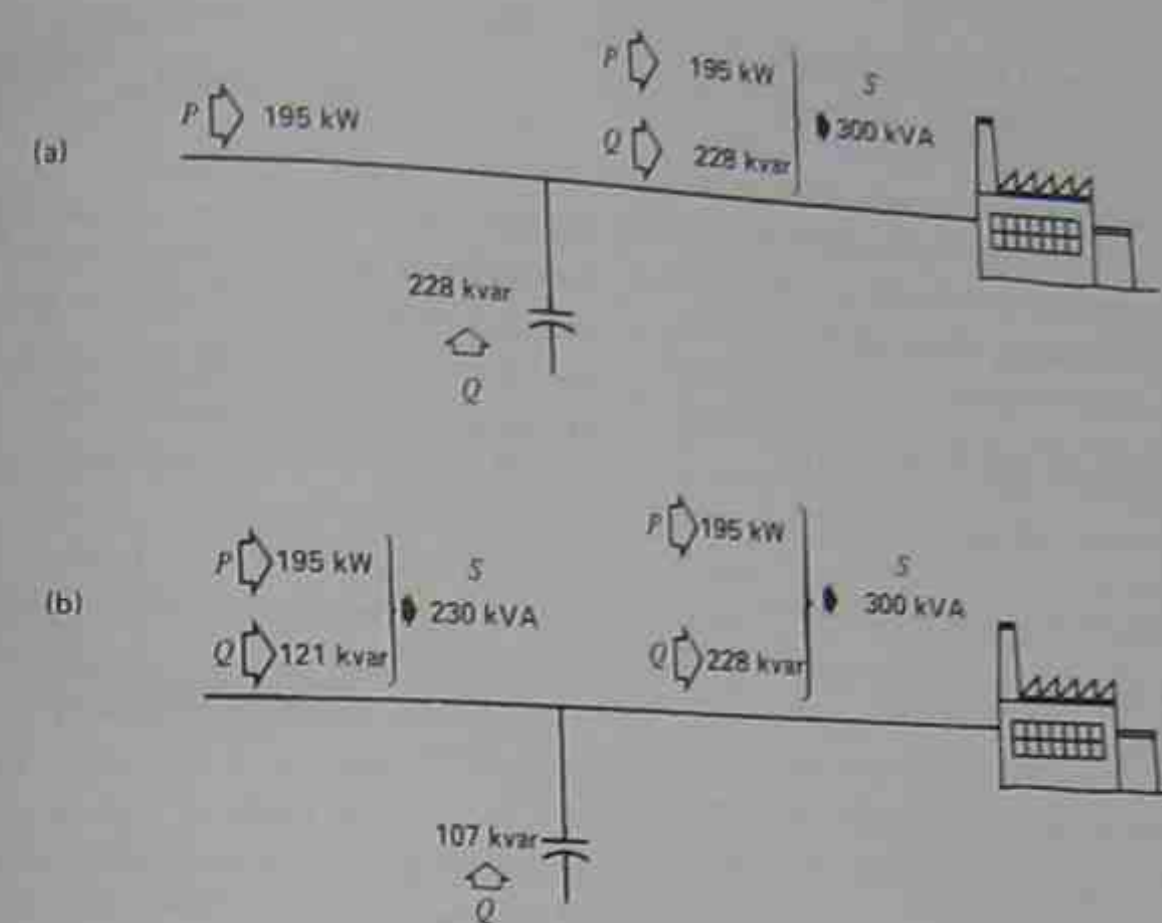 (a)
P 195 kW
P 195 kW
Q 228 kvar
S
300 kVA
228 kvar
Q
(b)
P 195 kW
Q 121 kvar
S
230 kVA
P 195 kW
Q 228 kvar
S
300 kVA
107 kvar
Q